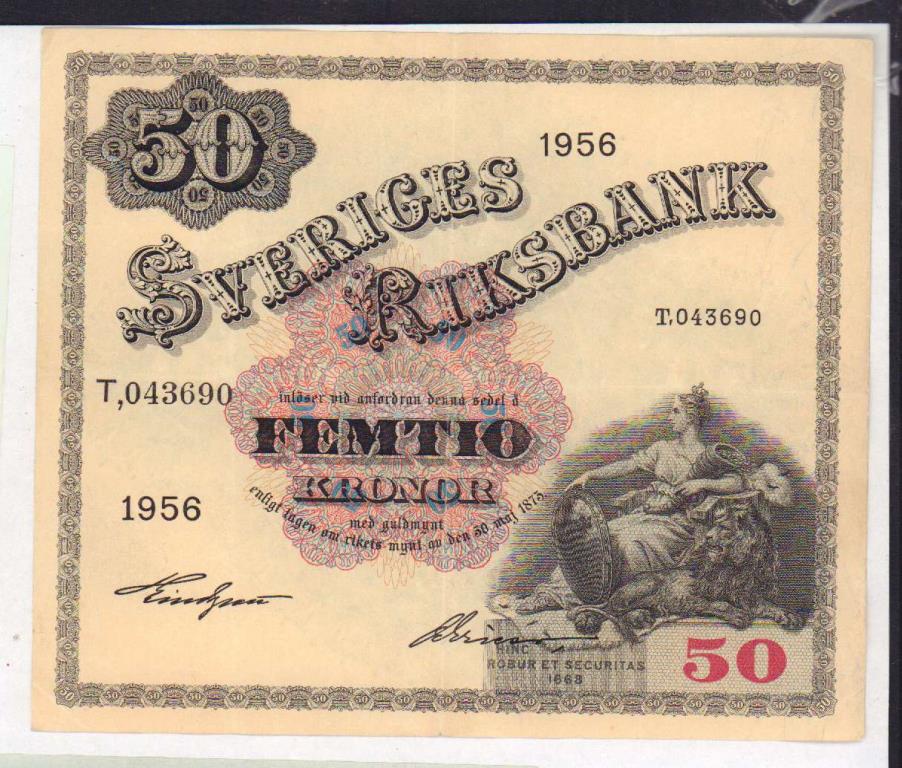 50
1956
SVERIGES
RIKSBANK
T,043690
T,043690
inlöser vid anfordran denna sedel å
FEMTIO
KRONOR
1956
med guldmynt
enligt lagen om rikets mynt av den 30 maj 1873.
HINC
ROBUR ET SECURITAS
1668
50